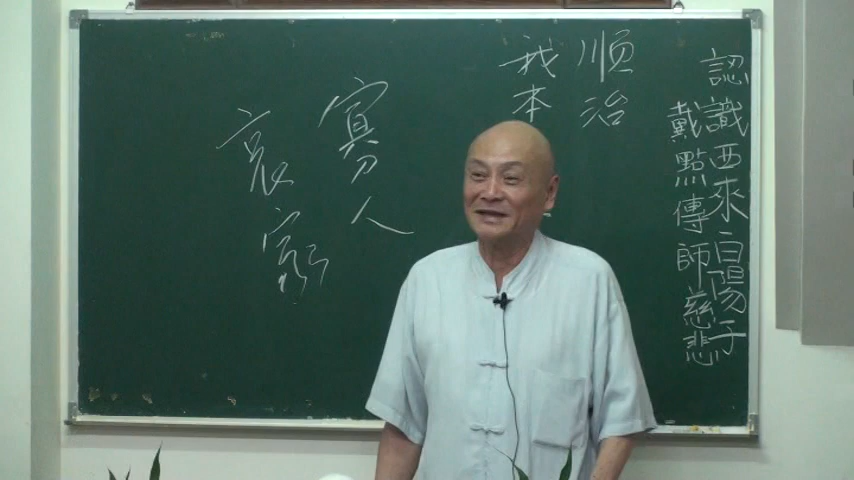 認識西來白陽子
戴點傳師慈悲
順治
我本
寡人
哀家